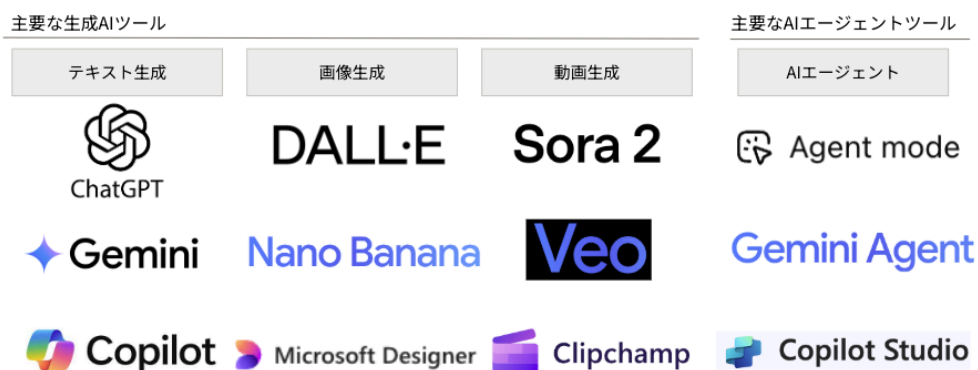 主要な生成AIツール
主要なAIエージェントツール
テキスト生成
画像生成
動画生成
AIエージェント
ChatGPT
DALL·E
Sora 2
Agent mode
Gemini
Nano Banana
Veo
Gemini Agent
Copilot
Microsoft Designer
Clipchamp
Copilot Studio